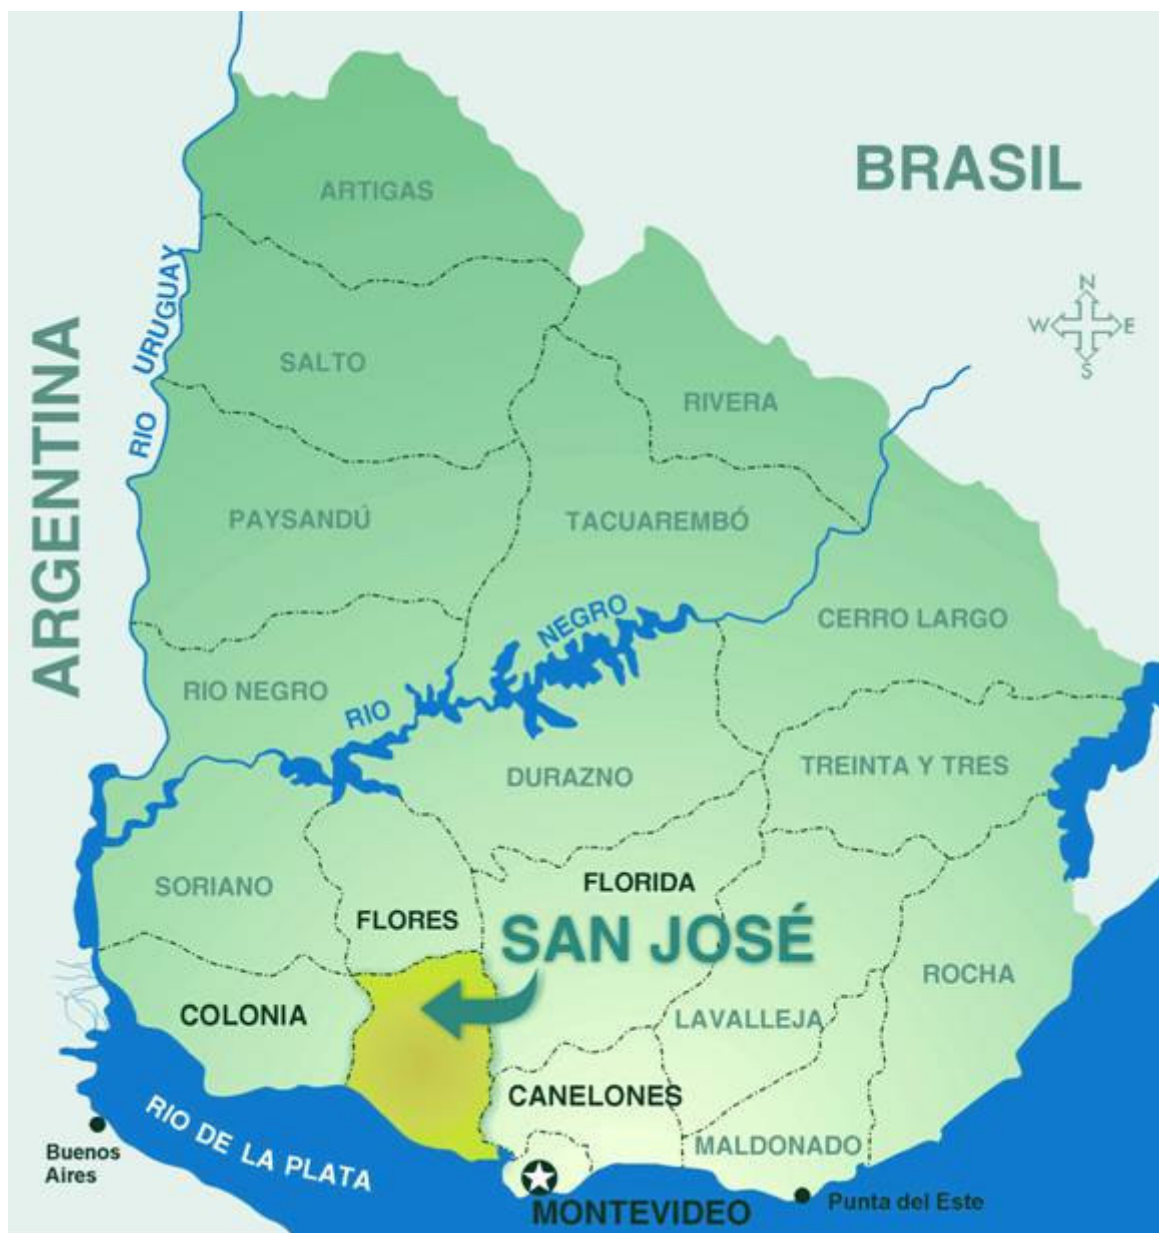 BRASIL
ARTIGAS
N
W E
S
RIO URUGUAY
ARGENTINA
SALTO
RIVERA
PAYSANDÚ
TACUAREMBÓ
RIO NEGRO
CERRO LARGO
RIO NEGRO
DURAZNO
TREINTA Y TRES
SORIANO
FLORIDA
FLORES
SAN JOSÉ
ROCHA
COLONIA
LAVALLEJA
CANELONES
RIO DE LA PLATA
MALDONADO
Buenos
Aires
MONTEVIDEO
Punta del Este